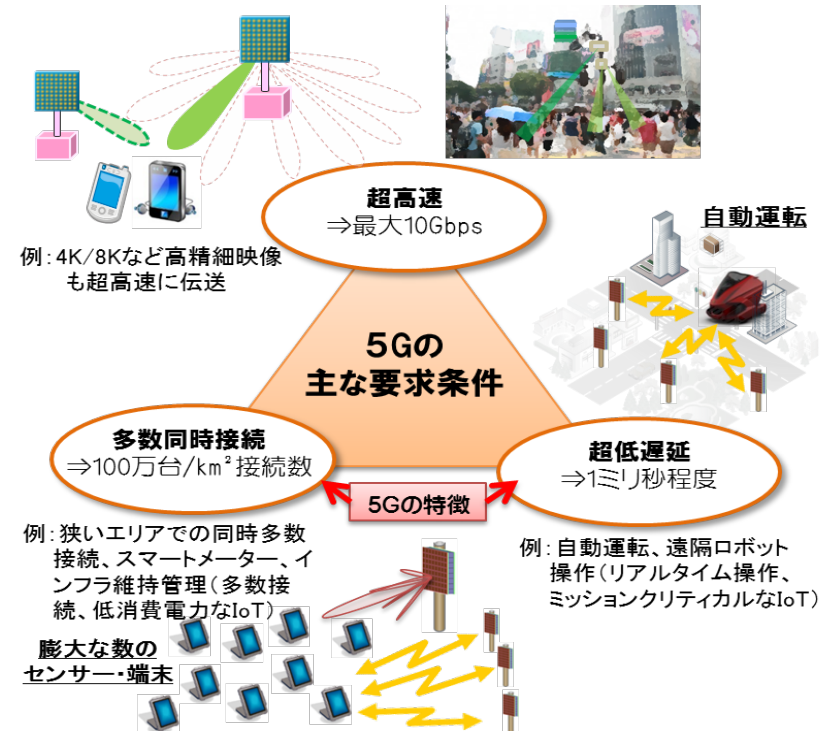 超高速
⇒最大10Gbps
自動運転
例：4K/8Kなど高精細映像
も超高速に伝送
5Gの
主な要求条件
多数同時接続
⇒100万台/km²接続数
超低遅延
⇒1ミリ秒程度
5Gの特徴
例：狭いエリアでの同時多数
接続、スマートメーター、イ
ンフラ維持管理（多数接
続、低消費電力なIoT）
例：自動運転、遠隔ロボット
操作（リアルタイム操作、
ミッションクリティカルなIoT）
膨大な数の
センサー・端末